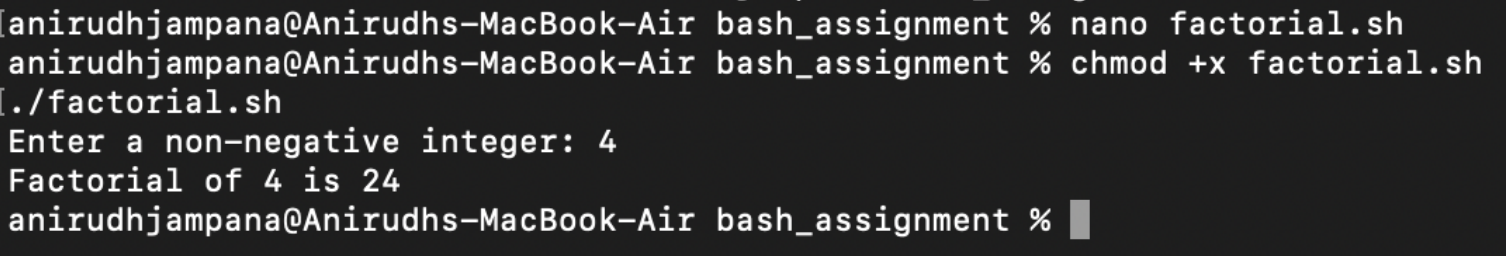 anirudhjampana@Anirudhs-MacBook-Air bash_assignment % nano factorial.sh
anirudhjampana@Anirudhs-MacBook-Air bash_assignment % chmod +x factorial.sh
./factorial.sh
Enter a non-negative integer: 4
Factorial of 4 is 24
anirudhjampana@Anirudhs-MacBook-Air bash_assignment %